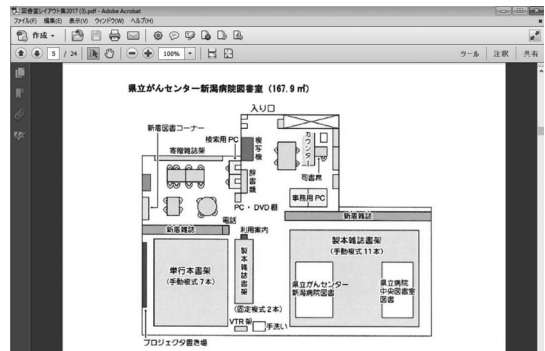 図書室レイアウト集2017 (3).pdf - Adobe Acrobat
ファイル(F) 編集(E) 表示(V) ウィンドウ(W) ヘルプ(H)
作成
5 / 24
100%
ツール 注釈 共有
県立がんセンター新潟病院図書室（167.9 ㎡）
入り口
新着図書コーナー
検索用PC
寄贈雑誌架
複写機
カウンター
辞書類
司書席
事務用PC
PC・DVD棚
電話
新着雑誌
新着雑誌
利用案内
製本雑誌書架
(手動複式11本)
単行本書架
(手動複式7本)
製本雑誌書架
(固定複式2本)
県立がんセンター
新潟病院図書
県立病院
中央図書室
図書
VTR架
手洗い
プロジェクタ置き場